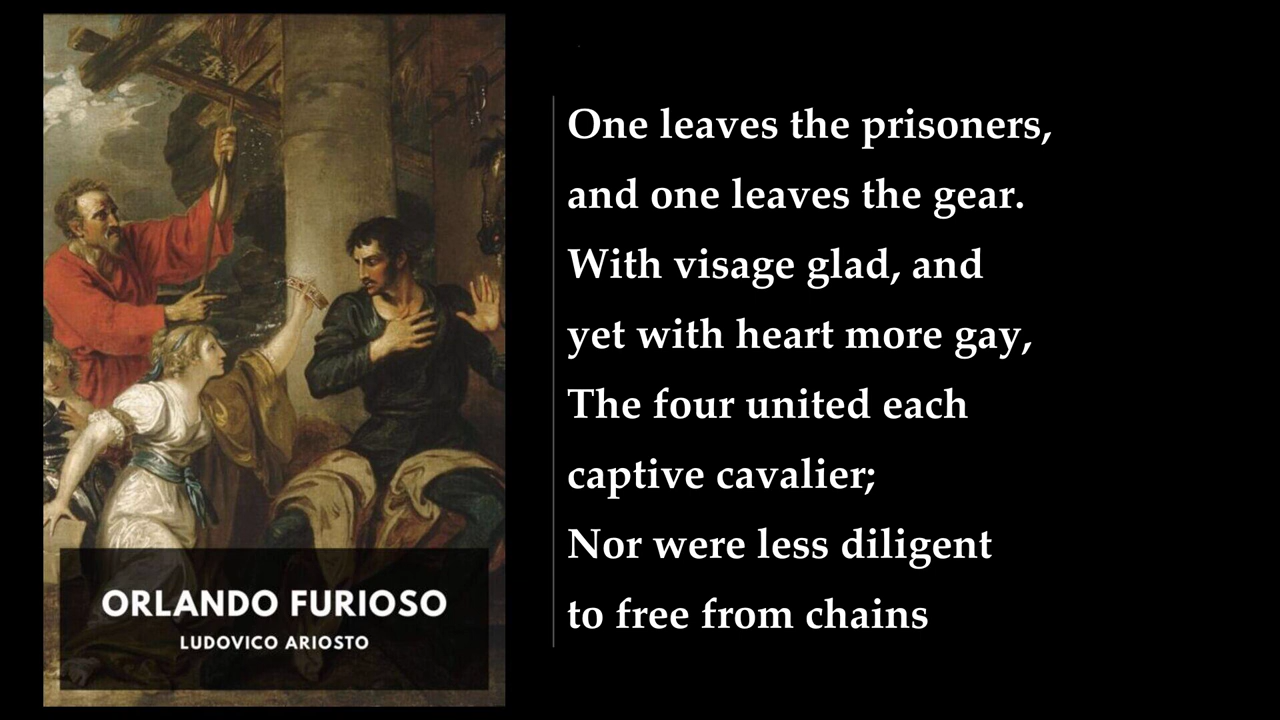 ORLANDO FURIOSO
LUDOVICO ARIOSTO
One leaves the prisoners,
and one leaves the gear.
With visage glad, and
yet with heart more gay,
The four united each
captive cavalier;
Nor were less diligent
to free from chains